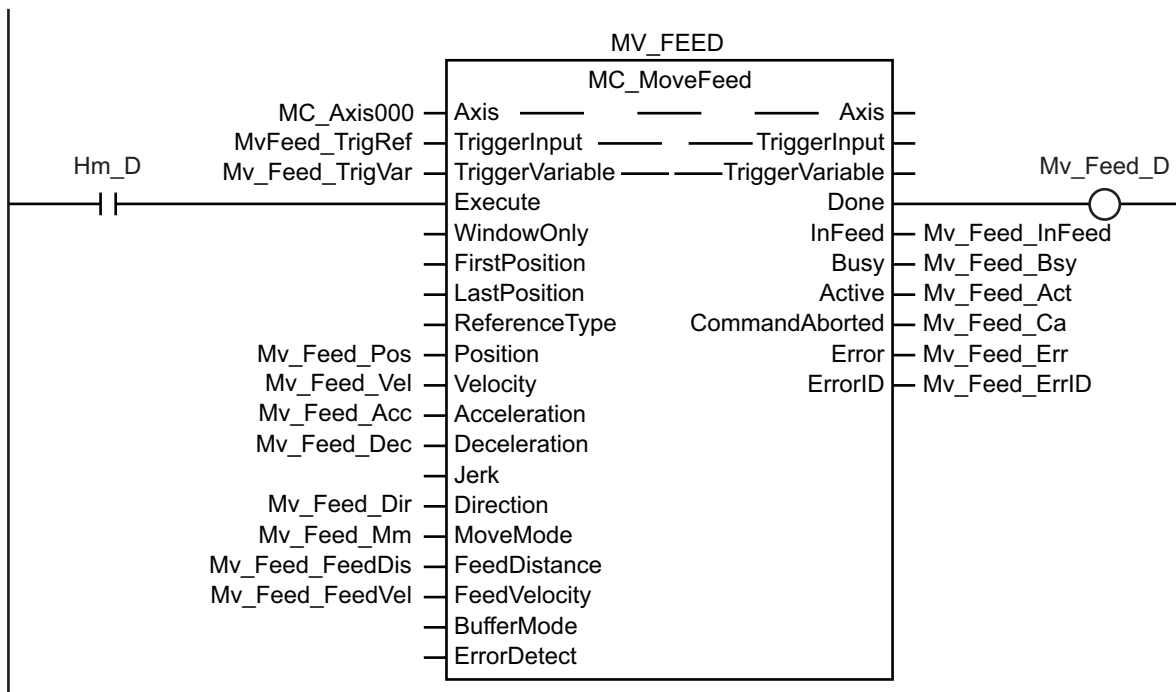 MV_FEED
MC_MoveFeed
MC_Axis000 Axis Axis
MvFeed_TrigRef TriggerInput TriggerInput
Mv_Feed_TrigVar TriggerVariable TriggerVariable
Hm_D Mv_Feed_D
Execute Done
WindowOnly InFeed Mv_Feed_InFeed
FirstPosition Busy Mv_Feed_Bsy
LastPosition Active Mv_Feed_Act
ReferenceType CommandAborted Mv_Feed_Ca
Mv_Feed_Pos Position Error Mv_Feed_Err
Mv_Feed_Vel Velocity ErrorID Mv_Feed_ErrID
Mv_Feed_Acc Acceleration
Mv_Feed_Dec Deceleration
Jerk
Mv_Feed_Dir Direction
Mv_Feed_Mm MoveMode
Mv_Feed_FeedDis FeedDistance
Mv_Feed_FeedVel FeedVelocity
BufferMode
ErrorDetect